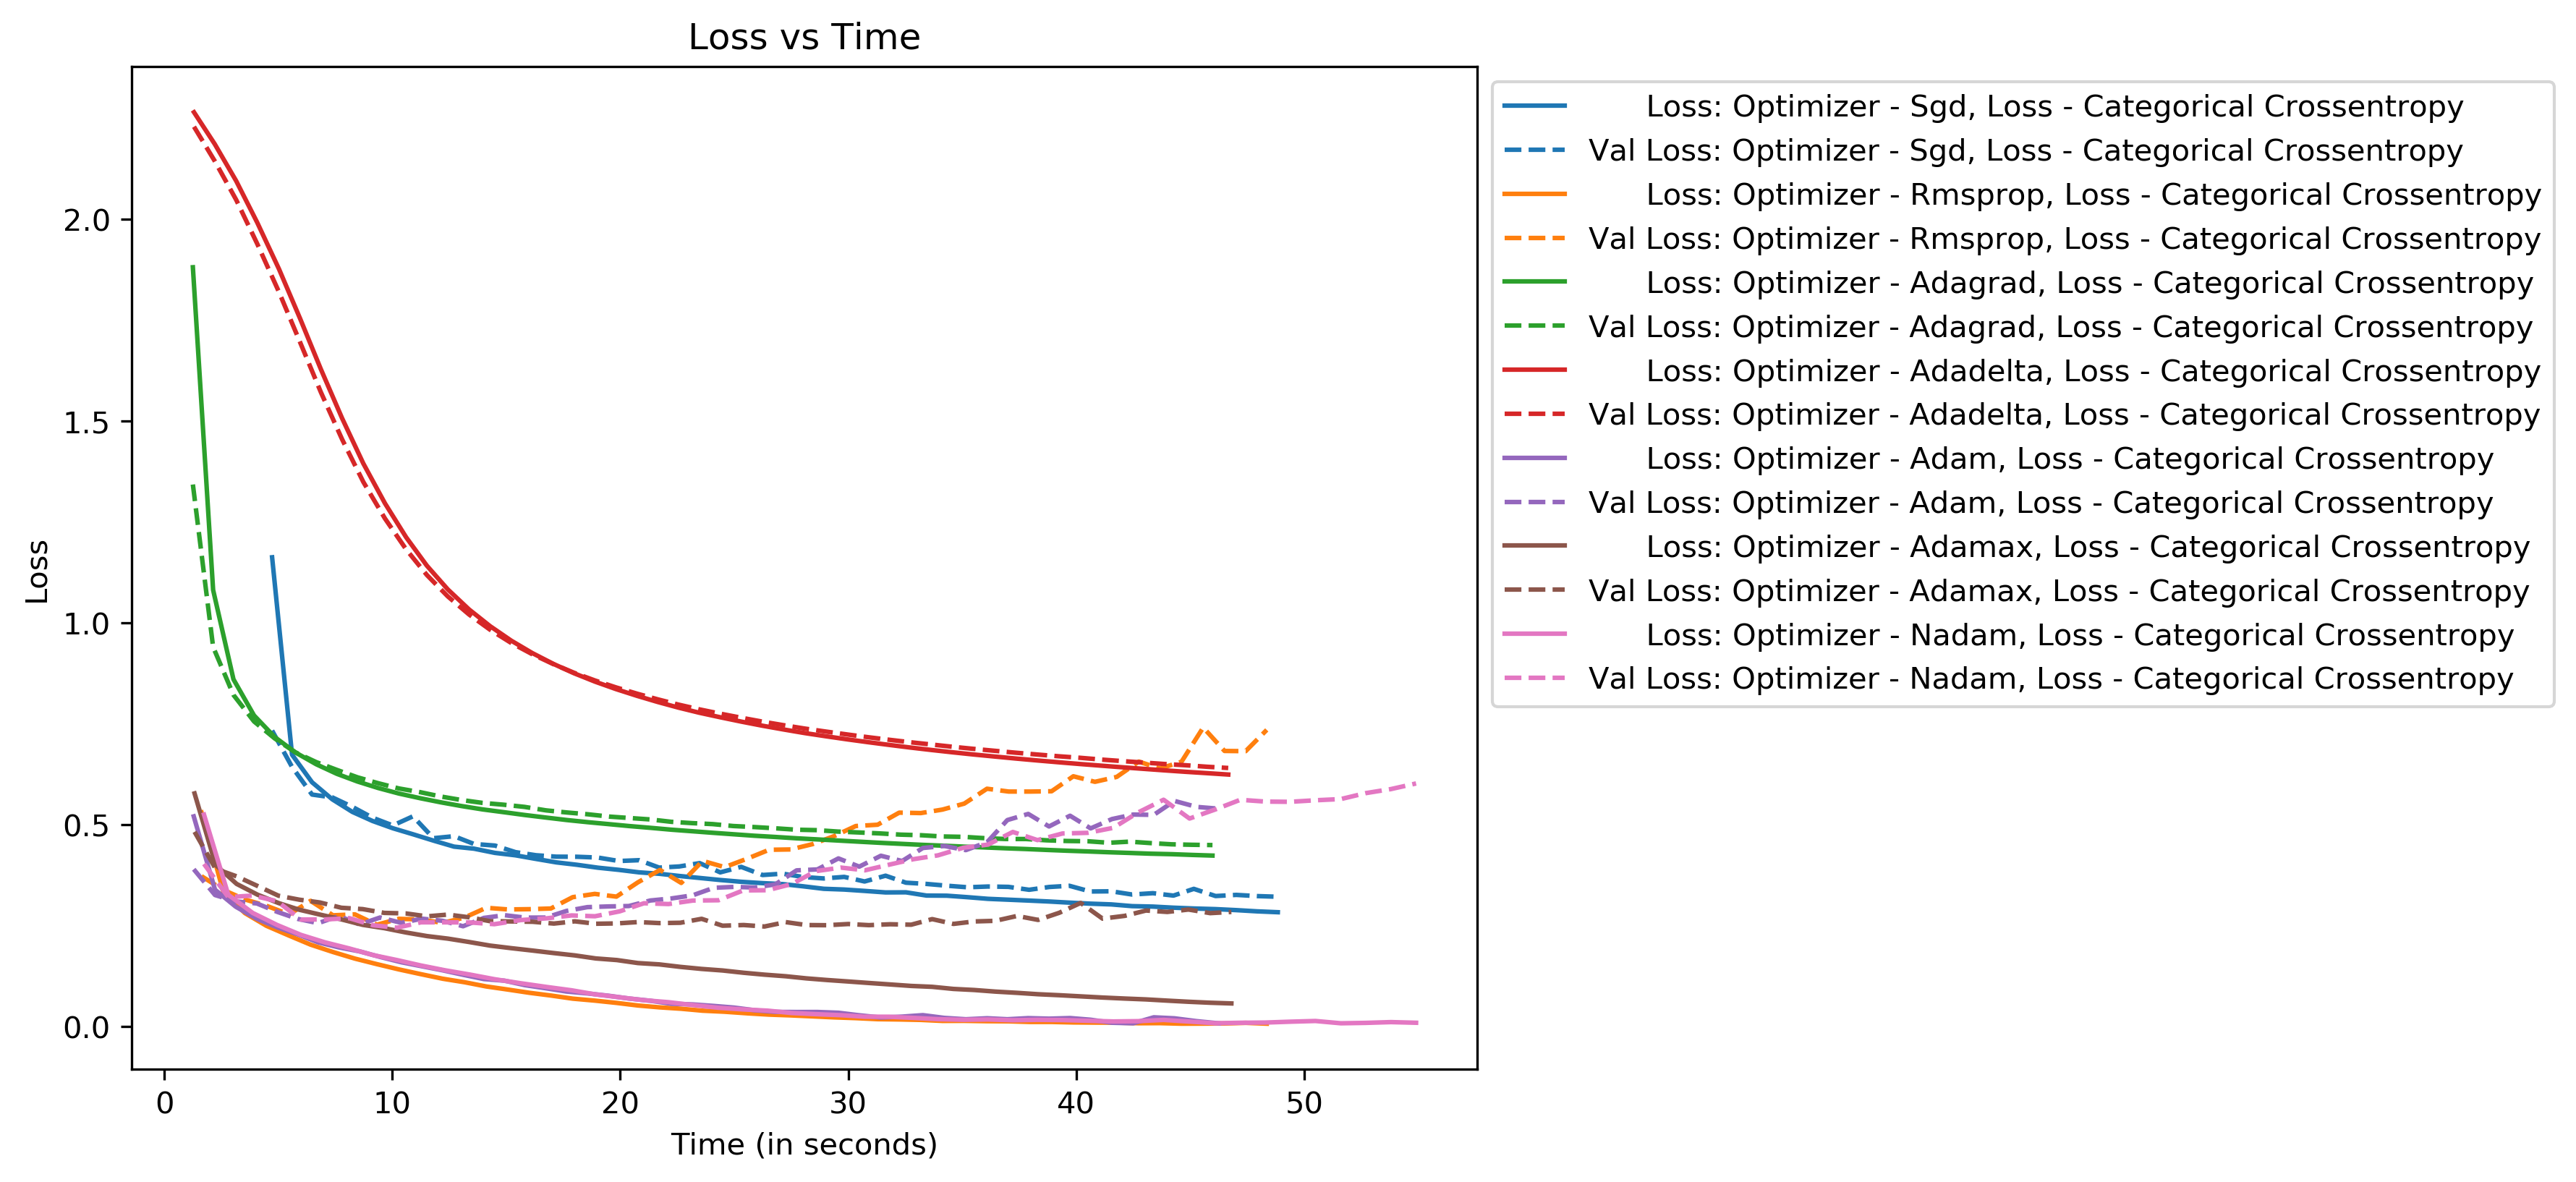 Loss vs Time
Loss: Optimizer - Sgd, Loss - Categorical Crossentropy
Val Loss: Optimizer - Sgd, Loss - Categorical Crossentropy
Loss: Optimizer - Rmsprop, Loss - Categorical Crossentropy
Val Loss: Optimizer - Rmsprop, Loss - Categorical Crossentropy
Loss: Optimizer - Adagrad, Loss - Categorical Crossentropy
Val Loss: Optimizer - Adagrad, Loss - Categorical Crossentropy
Loss: Optimizer - Adadelta, Loss - Categorical Crossentropy
Val Loss: Optimizer - Adadelta, Loss - Categorical Crossentropy
Loss: Optimizer - Adam, Loss - Categorical Crossentropy
Val Loss: Optimizer - Adam, Loss - Categorical Crossentropy
Loss: Optimizer - Adamax, Loss - Categorical Crossentropy
Val Loss: Optimizer - Adamax, Loss - Categorical Crossentropy
Loss: Optimizer - Nadam, Loss - Categorical Crossentropy
Val Loss: Optimizer - Nadam, Loss - Categorical Crossentropy
Loss
2.0
1.5
1.0
0.5
0.0
0 10 20 30 40 50
Time (in seconds)